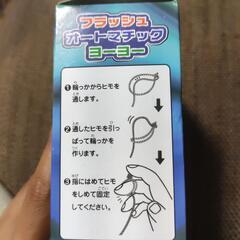 フラッシュ
オートマチック
ヨーヨー
①輪っかからヒモを
通します。
②通したヒモを引っ
ぱって輪っかを
作ります。
③指にはめてヒモ
をしめて固定
してください。